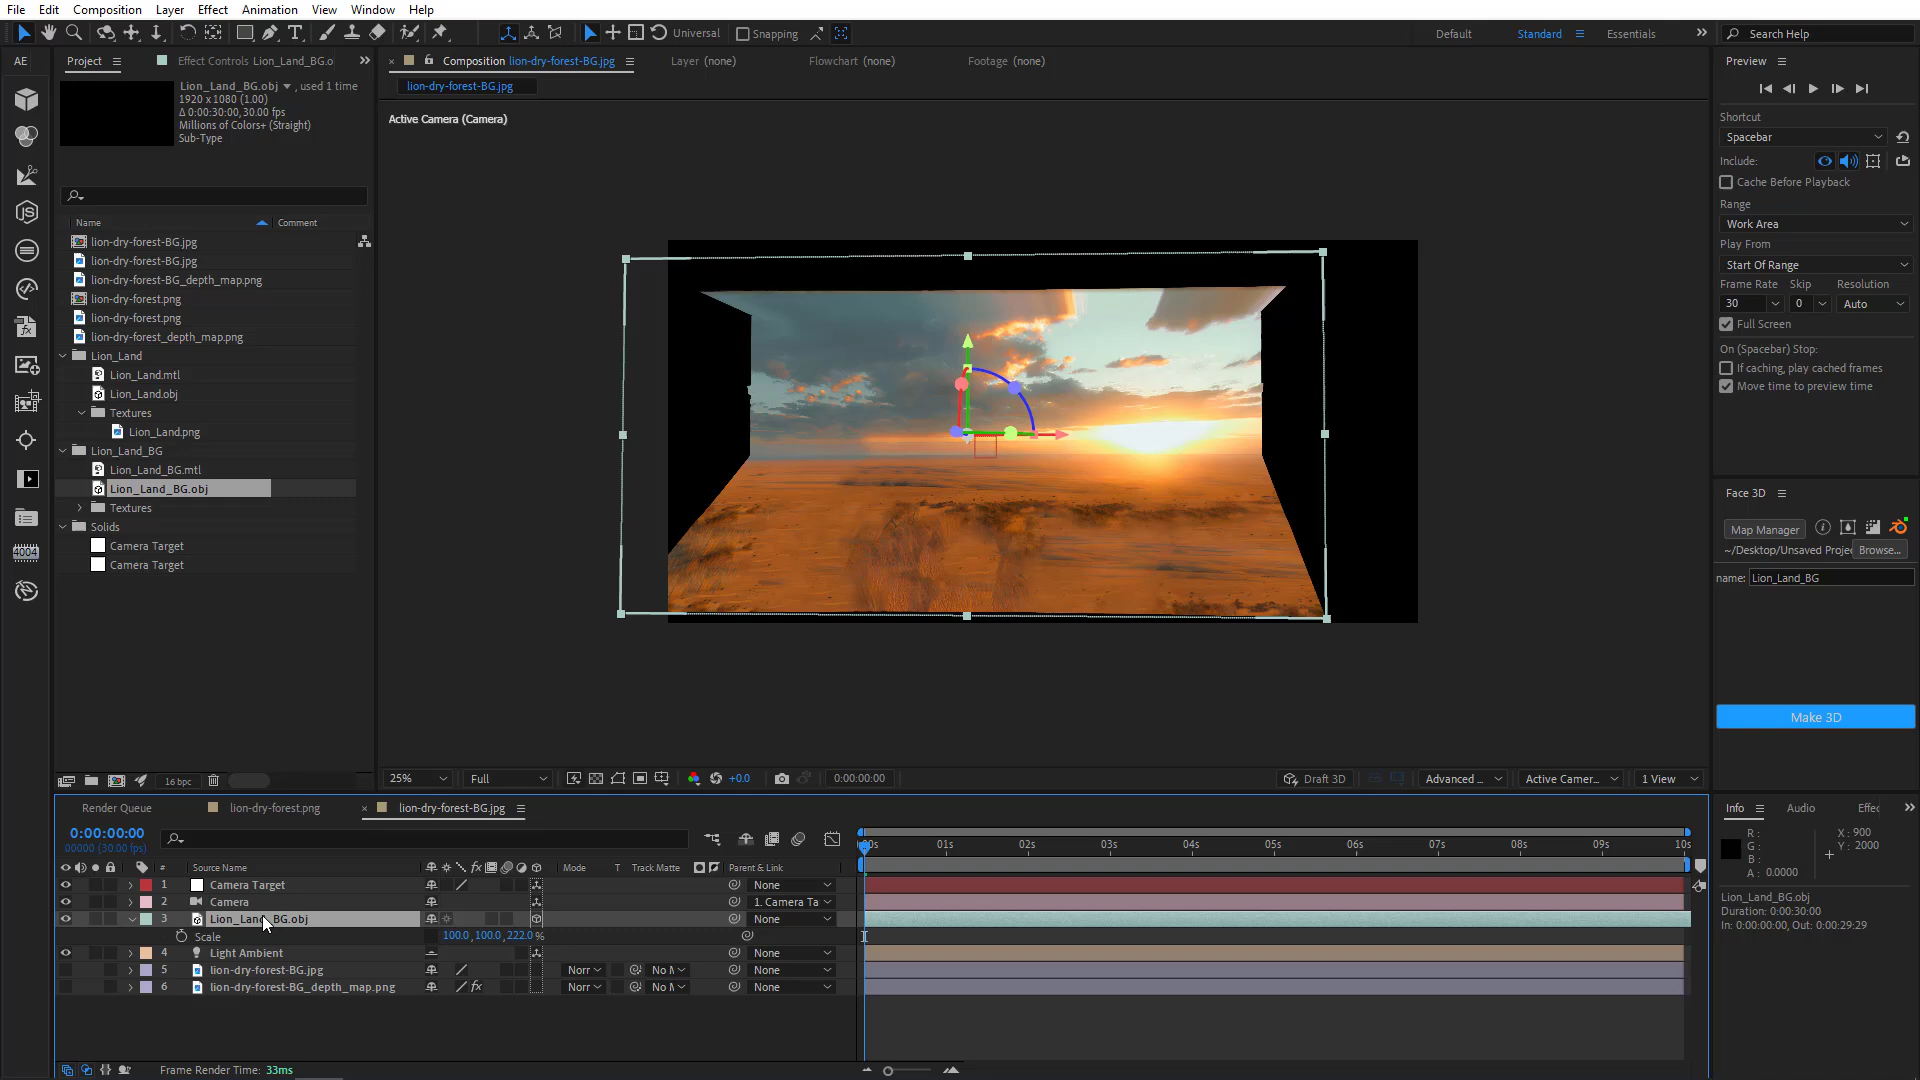 File Edit Composition Layer Effect Animation View Window Help
Universal Snapping Default Standard Essentials Search Help
AE Project Effect Controls Lion_Land_BG.o
Composition lion-dry-forest-BG.jpg Layer (none) Flowchart (none) Footage (none)
lion-dry-forest-BG.jpg
Active Camera (Camera)
Lion_Land_BG.obj , used 1 time
1920 x 1080 (1.00)
Δ 0:00:30:00, 30.00 fps
Millions of Colors+ (Straight)
Sub-Type
Name Comment
lion-dry-forest-BG.jpg
lion-dry-forest-BG.jpg
lion-dry-forest-BG_depth_map.png
lion-dry-forest.png
lion-dry-forest.png
lion-dry-forest_depth_map.png
Lion_Land
Lion_Land.mtl
Lion_Land.obj
Textures
Lion_Land.png
Lion_Land_BG
Lion_Land_BG.mtl
Lion_Land_BG.obj
Textures
Solids
Camera Target
Camera Target
4004
16 bpc
25% Full +0.0 0:00:00:00 Draft 3D Advanced ... Active Camer... 1 View
Preview
Shortcut
Spacebar
Include:
Cache Before Playback
Range
Work Area
Play From
Start Of Range
Frame Rate Skip Resolution
30 0 Auto
Full Screen
On (Spacebar) Stop:
If caching, play cached frames
Move time to preview time
Face 3D
Map Manager
~/Desktop/Unsaved Proje Browse...
name: Lion_Land_BG
Make 3D
Render Queue lion-dry-forest.png lion-dry-forest-BG.jpg
0:00:00:00
00000 (30.00 fps)
# Source Name Mode T Track Matte Parent & Link
00s 01s 02s 03s 04s 05s 06s 07s 08s 09s 10s
1 Camera Target None
2 Camera 1. Camera Ta
3 Lion_Land_BG.obj None
Scale 100.0, 100.0, 222.0 %
4 Light Ambient None
5 lion-dry-forest-BG.jpg Norr No M None
6 lion-dry-forest-BG_depth_map.png fx Norr No M None
Frame Render Time: 33ms
Info Audio Effec
R :
G :
B :
A : 0.0000
X : 900
Y : 2000
Lion_Land_BG.obj
Duration: 0:00:30:00
In: 0:00:00:00, Out: 0:00:29:29